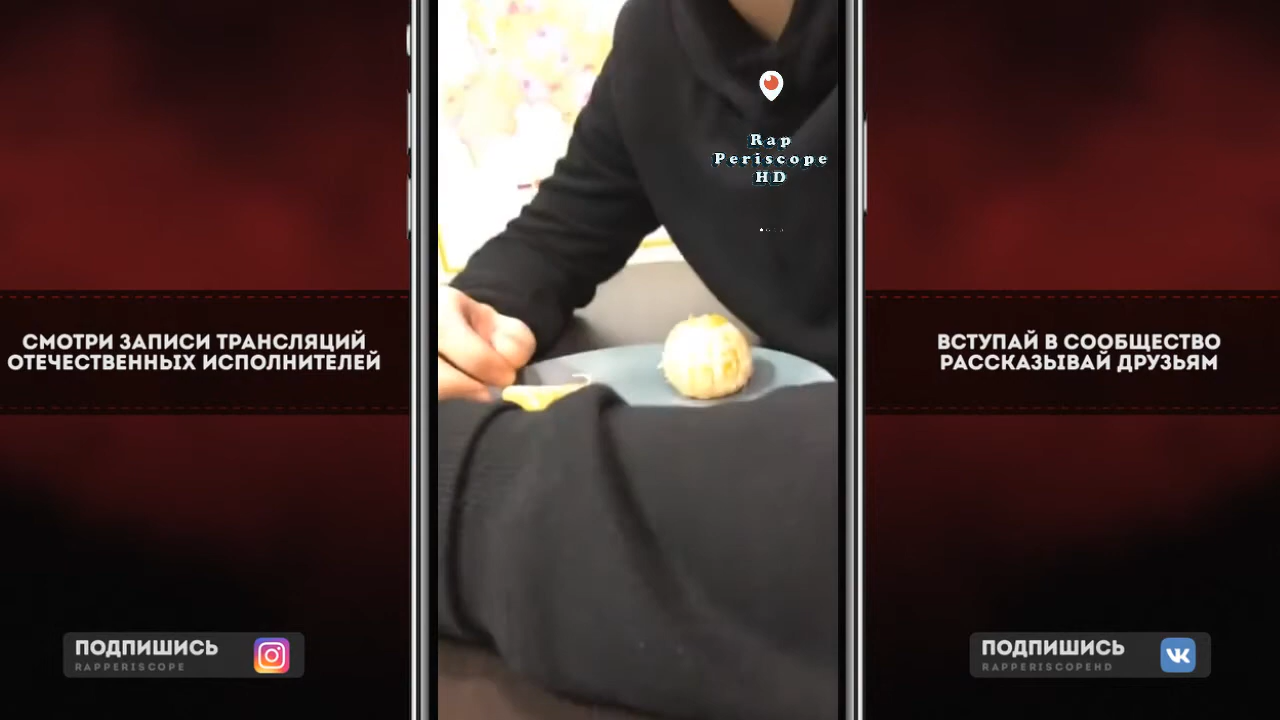 СМОТРИ ЗАПИСИ ТРАНСЛЯЦИЙ
ОТЕЧЕСТВЕННЫХ ИСПОЛНИТЕЛЕЙ
ПОДПИШИСЬ
RAPPERISCOPE
Rap
Periscope
HD
ВСТУПАЙ В СООБЩЕСТВО
РАССКАЗЫВАЙ ДРУЗЬЯМ
ПОДПИШИСЬ
RAPPERISCOPEHD